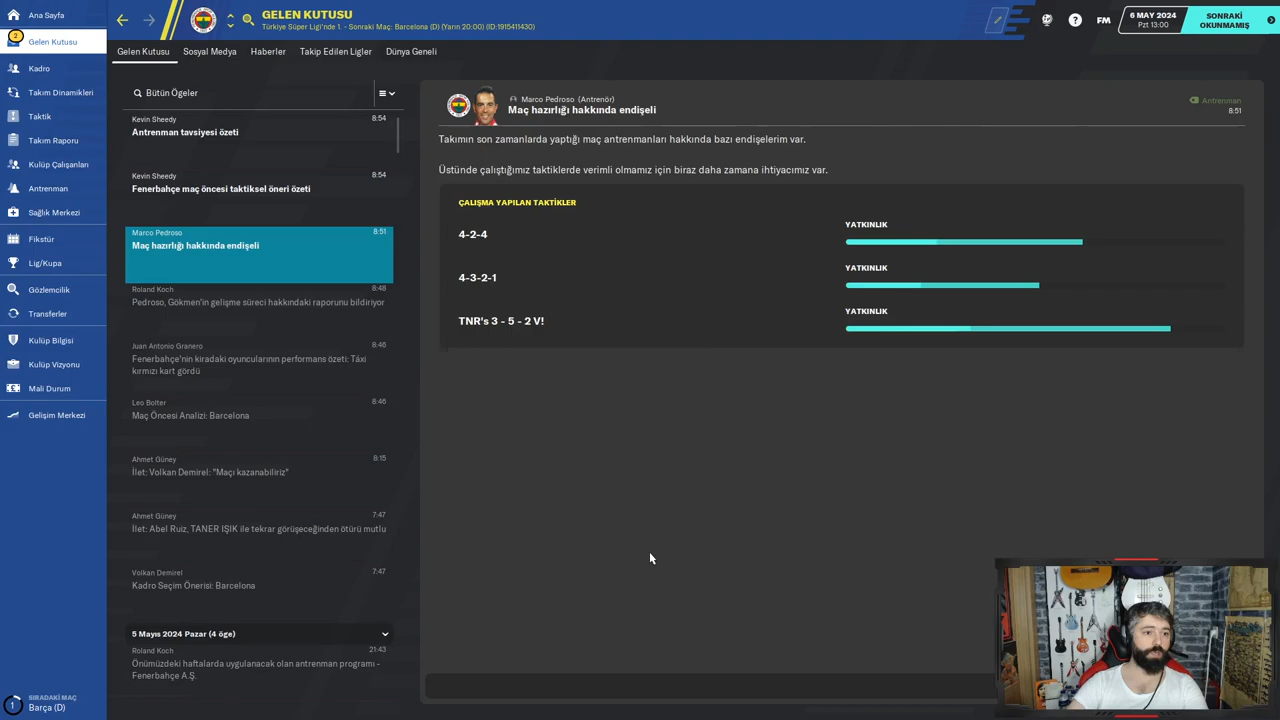 Ana Sayfa
2
Gelen Kutusu
Kadro
Takım Dinamikleri
Taktik
Takım Raporu
Kulüp Çalışanları
Antrenman
Sağlık Merkezi
Fikstür
Lig/Kupa
Gözlemcilik
Transferler
Kulüp Bilgisi
Kulüp Vizyonu
Mali Durum
Gelişim Merkezi
1
SIRADAKİ MAÇ
Barça (D)
GELEN KUTUSU
Türkiye Süper Ligi'nde 1. - Sonraki Maç: Barcelona (D) (Yarın 20:00) (ID:1915411430)
?
FM
6 MAY 2024
Pzt 13:00
SONRAKİ
OKUNMAMIŞ
Gelen Kutusu
Sosyal Medya
Haberler
Takip Edilen Ligler
Dünya Geneli
Bütün Ögeler
Kevin Sheedy 8:54
Antrenman tavsiyesi özeti
Kevin Sheedy 8:54
Fenerbahçe maç öncesi taktiksel öneri özeti
Marco Pedroso 8:51
Maç hazırlığı hakkında endişeli
Roland Koch 8:48
Pedroso, Gökmen'in gelişme süreci hakkındaki raporunu bildiriyor
Juan Antonio Granero 8:46
Fenerbahçe'nin kiradaki oyuncularının performans özeti: Táxi
kırmızı kart gördü
Leo Bolter 8:46
Maç Öncesi Analizi: Barcelona
Ahmet Güney 8:15
İlet: Volkan Demirel: "Maçı kazanabiliriz"
Ahmet Güney 7:47
İlet: Abel Ruiz, TANER IŞIK ile tekrar görüşeceğinden ötürü mutlu
Volkan Demirel 7:47
Kadro Seçim Önerisi: Barcelona
5 Mayıs 2024 Pazar (4 öge)
Roland Koch 21:43
Önümüzdeki haftalarda uygulanacak olan antrenman programı -
Fenerbahçe A.Ş.
Marco Pedroso (Antrenör)
Maç hazırlığı hakkında endişeli
Antrenman
8:51
Takımın son zamanlarda yaptığı maç antrenmanları hakkında bazı endişelerim var.
Üstünde çalıştığımız taktiklerde verimli olmamız için biraz daha zamana ihtiyacımız var.
ÇALIŞMA YAPILAN TAKTİKLER
4-2-4
YATKINLIK
4-3-2-1
YATKINLIK
TNR's 3 - 5 - 2 V!
YATKINLIK